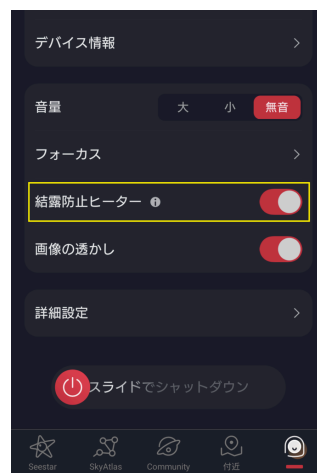 デバイス情報
音量 大 小 無音
フォーカス
結露防止ヒーター
画像の透かし
詳細設定
スライドでシャットダウン
Seestar SkyAtlas Community 付近